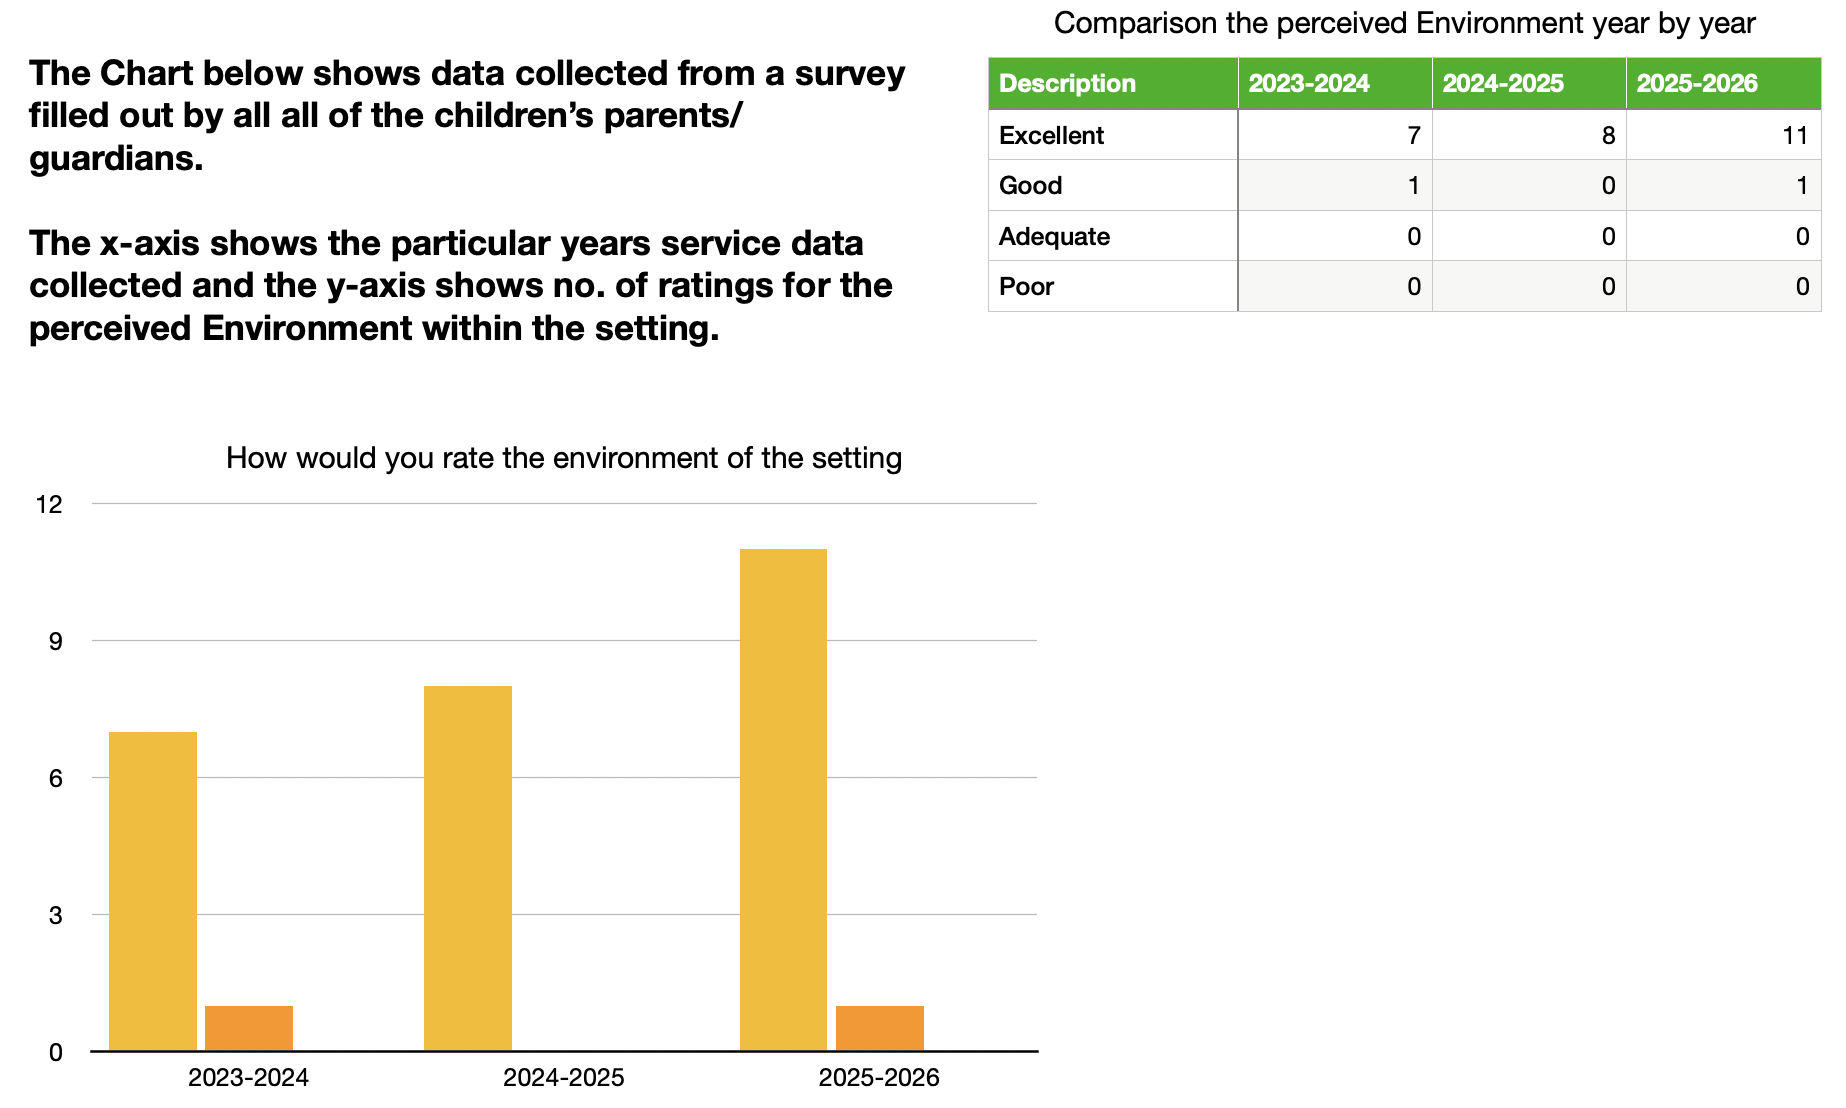 Comparison the perceived Environment year by year
The Chart below shows data collected from a survey
filled out by all all of the children’s parents/
guardians.
The x-axis shows the particular years service data
collected and the y-axis shows no. of ratings for the
perceived Environment within the setting.
Description 2023-2024 2024-2025 2025-2026
Excellent 7 8 11
Good 1 0 1
Adequate 0 0 0
Poor 0 0 0
How would you rate the environment of the setting
12
9
6
3
0
2023-2024 2024-2025 2025-2026